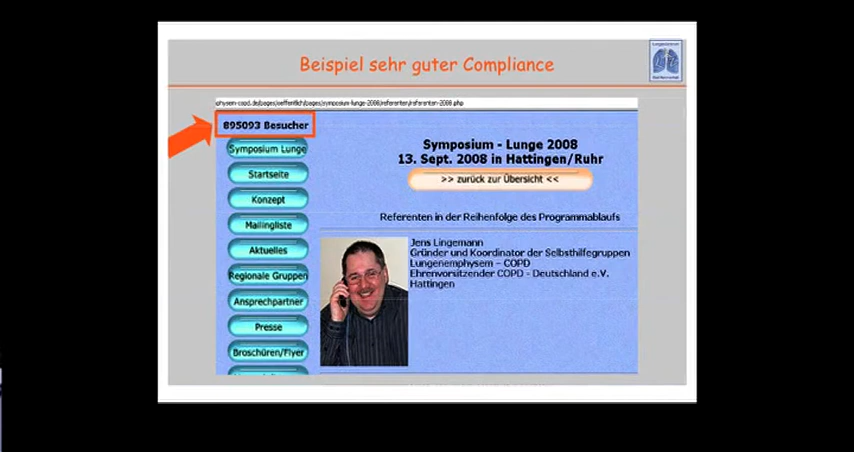 Beispiel sehr guter Compliance
895093 Besucher
Symposium Lunge
Startseite
Konzept
Mailingliste
Aktuelles
Regionale Gruppen
Ansprechpartner
Presse
Broschüren/Flyer
Symposium - Lunge 2008
13. Sept. 2008 in Hattingen/Ruhr
>> zurück zur Übersicht <<
Referenten in der Reihenfolge des Programmablaufs
Jens Lingemann
Gründer und Koordinator der Selbsthilfegruppen
Lungenemphysem – COPD
Ehrenvorsitzender COPD - Deutschland e.V.
Hattingen